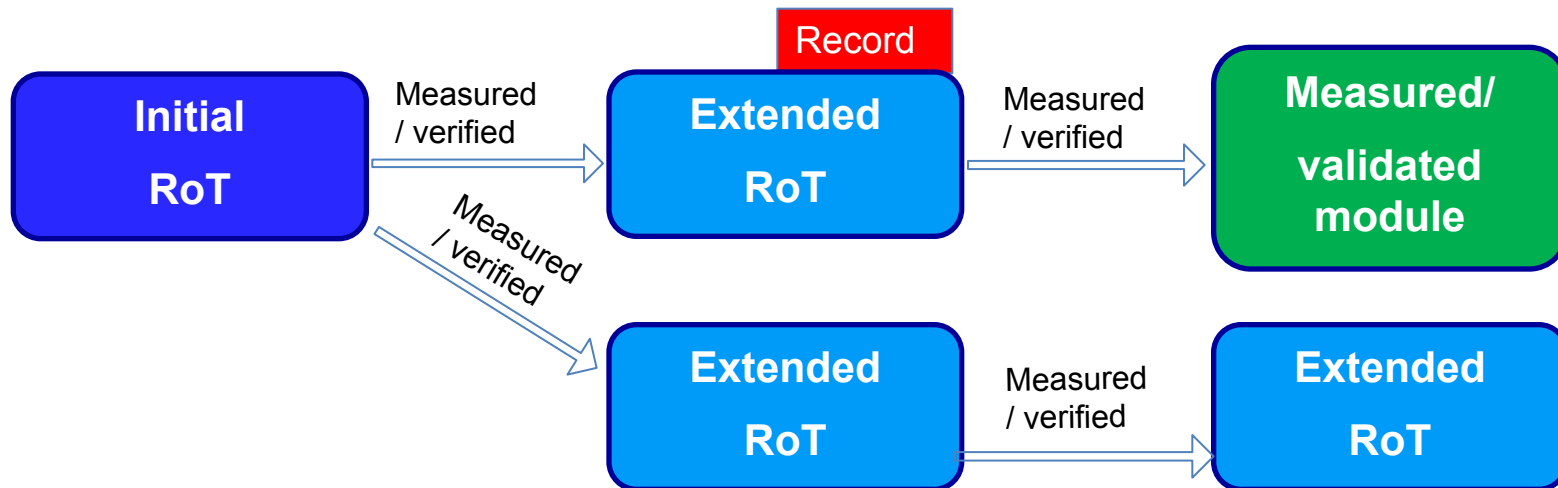 Record
Initial
RoT
Measured
/ verified
Extended
RoT
Measured
/ verified
Measured/
validated
module
Measured
/ verified
Extended
RoT
Measured
/ verified
Extended
RoT